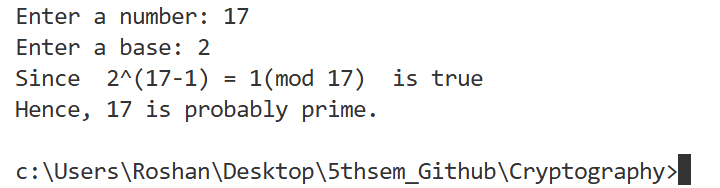 Enter a number: 17
Enter a base: 2
Since  2^(17-1) = 1(mod 17)  is true
Hence, 17 is probably prime.
c:\Users\Roshan\Desktop\5thsem_Github\Cryptography>